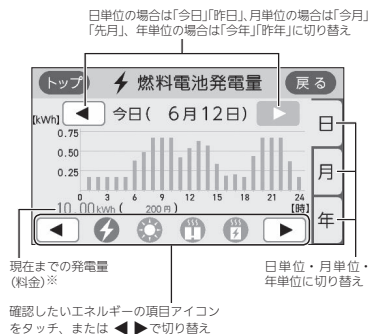 日単位の場合は「今日」「昨日」、月単位の場合は「今月」
「先月」、年単位の場合は「今年」「昨年」に切り替え
トップ 燃料電池発電量 戻る
[kWh] ◀ 今日( 6月12日) ▶ 日
0.75
0.50
0.25
月
0 3 6 9 12 15 18 21 24
10.00kWh ( 200円 ) [時]
年
◀ ▶
現在までの発電量
(料金)※
日単位・月単位・
年単位に切り替え
確認したいエネルギーの項目アイコン
をタッチ、または ◀ ▶で切り替え